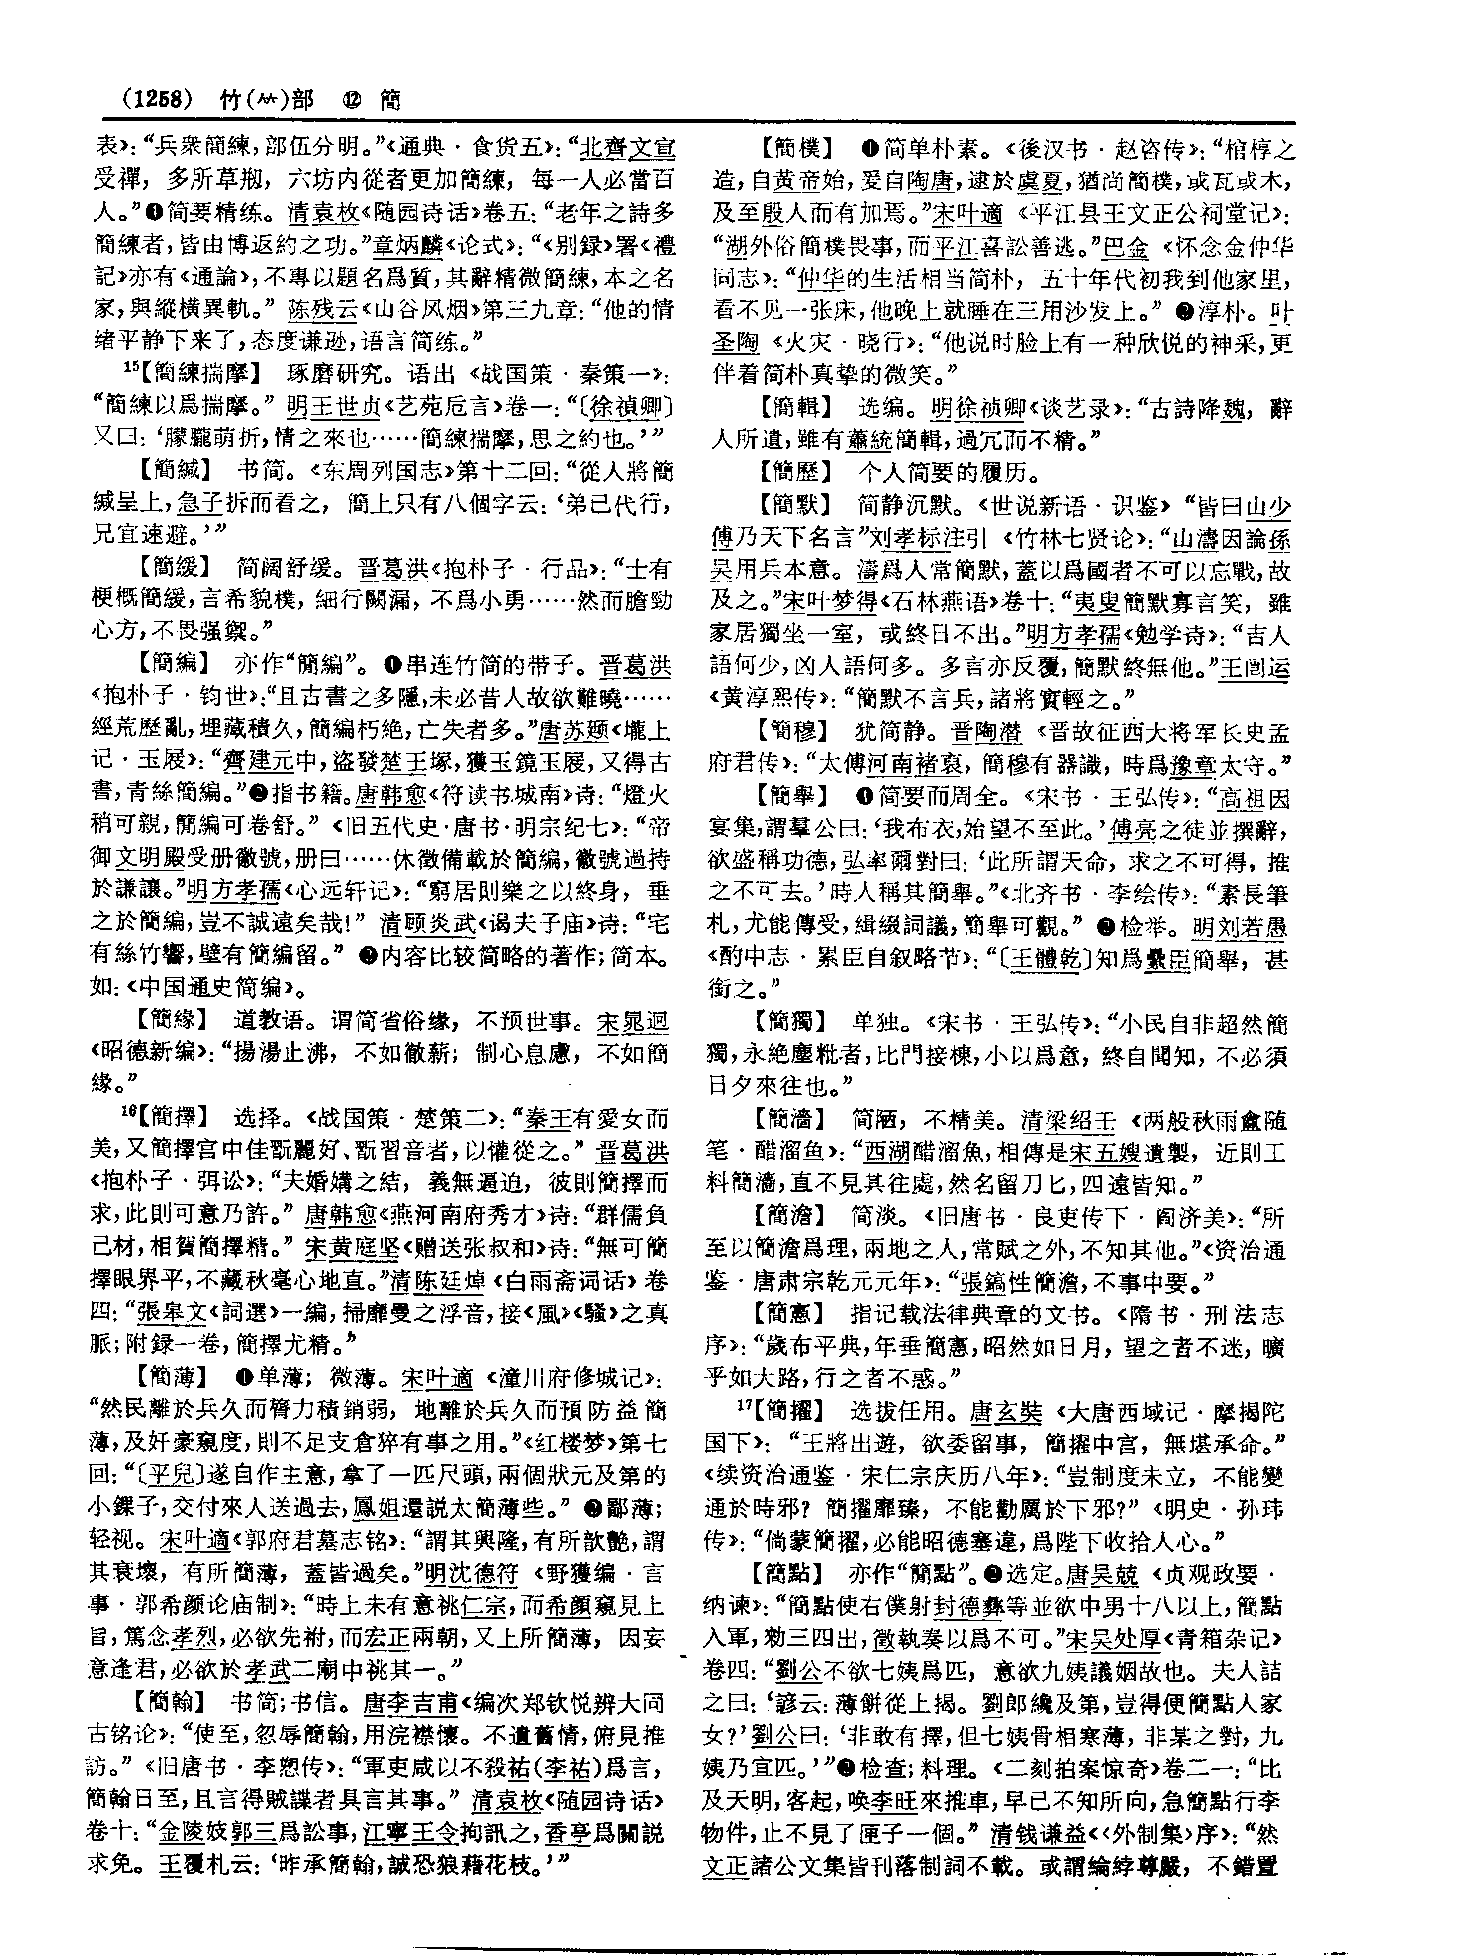 (1258) 竹(⺮)部 ⑫ 簡
表》：“兵衆簡練，部伍分明。”《通典·食货五》：“北齊文宣
受禪，多所草刱，六坊内從者更加簡練，每一人必當百
人。”❹简要精练。清袁枚《随园诗话》卷五：“老年之詩多
簡練者，皆由博返約之功。”章炳麟《论式》：“《别録》署《禮
記》亦有《通論》，不專以題名爲質，其辭精微簡練，本之名
家，與縱横異軌。”陈残云《山谷风烟》第三九章：“他的情
绪平静下来了，态度谦逊，语言简练。”
15【簡練揣摩】 琢磨研究。语出《战国策·秦策一》：
“簡練以爲揣摩。”明王世贞《艺苑卮言》卷一：“〔徐禎卿〕
又曰：‘朦朧萌折，情之來也……簡練揣摩，思之約也。’”
【簡緘】 书简。《东周列国志》第十二回：“從人將簡
緘呈上，急子拆而看之，簡上只有八個字云：‘弟已代行，
兄宜速避。’”
【簡緩】 简阔舒缓。晋葛洪《抱朴子·行品》：“士有
梗概簡緩，言希貌樸，細行闕漏，不爲小勇……然而膽勁
心方，不畏强禦。”
【簡編】 亦作“簡編”。❶串连竹简的带子。晋葛洪
《抱朴子·钧世》：“且古書之多隱，未必昔人故欲難曉……
經荒歷亂，埋藏積久，簡編朽絶，亡失者多。”唐苏颋《壠上
记·玉屐》：“齊建元中，盜發楚王塚，獲玉鏡玉屐，又得古
書，青絲簡編。”❷指书籍。唐韩愈《符读书城南》诗：“燈火
稍可親，簡編可卷舒。”《旧五代史·唐书·明宗纪七》：“帝
御文明殿受册徽號，册曰……休徵備載於簡編，徽號過持
於謙讓。”明方孝孺《心远轩记》：“窮居則樂之以終身，垂
之於簡編，豈不誠遠矣哉！”清顾炎武《谒夫子庙》诗：“宅
有絲竹響，壁有簡編留。”❸内容比较简略的著作；简本。
如：《中国通史简编》。
【簡緣】 道教语。谓简省俗缘，不预世事。宋晁迥
《昭德新编》：“揚湯止沸，不如徹薪；制心息慮，不如簡
緣。”
16【簡擇】 选择。《战国策·楚策二》：“秦王有愛女而
美，又簡擇宫中佳翫麗好、翫習音者，以懽從之。”晋葛洪
《抱朴子·弭讼》：“夫婚媾之結，義無逼迫，彼則簡擇而
求，此則可意乃許。”唐韩愈《燕河南府秀才》诗：“群儒負
己材，相賀簡擇精。”宋黄庭坚《赠送张叔和》诗：“無可簡
擇眼界平，不藏秋毫心地直。”清陈廷焯《白雨斋词话》卷
四：“張皋文《詞選》一編，掃靡曼之浮音，接《風》《騷》之真
脈；附録一卷，簡擇尤精。”
【簡薄】 ❶单薄；微薄。宋叶適《潼川府修城记》：
“然民離於兵久而膂力積銷弱，地離於兵久而預防益簡
薄，及奸豪窺度，則不足支倉猝有事之用。”《红楼梦》第七
回：“〔平兒〕遂自作主意，拿了一匹尺頭，兩個狀元及第的
小錁子，交付來人送過去，鳳姐還説太簡薄些。”❷鄙薄；
轻视。宋叶適《郭府君墓志铭》：“謂其興隆，有所歆艷，謂
其衰壞，有所簡薄，蓋皆過矣。”明沈德符《野獲编·言
事·郭希颜论庙制》：“時上未有意祧仁宗，而希顔窺見上
旨，篤念孝烈，必欲先祔，而宏正兩朝，又上所簡薄，因妄
意逢君，必欲於孝武二廟中祧其一。”
【簡翰】 书简；书信。唐李吉甫《编次郑钦悦辨大同
古铭论》：“使至，忽辱簡翰，用浣襟懷。不遺舊情，俯見推
訪。”《旧唐书·李愬传》：“軍吏咸以不殺祐（李祐）爲言，
簡翰日至，且言得賊諜者具言其事。”清袁枚《随园诗话》
卷十：“金陵妓郭三爲訟事，江寧王令拘訊之，香亭爲關説
求免。王覆札云：‘昨承簡翰，誠恐狼藉花枝。’”
【簡樸】 ❶简单朴素。《後汉书·赵咨传》：“棺椁之
造，自黄帝始，爰自陶唐，逮於虞夏，猶尚簡樸，或瓦或木，
及至殷人而有加焉。”宋叶適《平江县王文正公祠堂记》：
“湖外俗簡樸畏事，而平江喜訟善逃。”巴金《怀念金仲华
同志》：“仲华的生活相当简朴，五十年代初我到他家里，
看不见一张床，他晚上就睡在三用沙发上。”❷淳朴。叶
圣陶《火灾·晓行》：“他说时脸上有一种欣悦的神采，更
伴着简朴真挚的微笑。”
【簡輯】 选编。明徐祯卿《谈艺录》：“古詩降魏，辭
人所遺，雖有蕭統簡輯，過冗而不精。”
【簡歷】 个人简要的履历。
【簡默】 简静沉默。《世说新语·识鉴》“皆曰山少
傅乃天下名言”刘孝标注引《竹林七贤论》：“山濤因論孫
吴用兵本意。濤爲人常簡默，蓋以爲國者不可以忘戰，故
及之。”宋叶梦得《石林燕语》卷十：“夷叟簡默寡言笑，雖
家居獨坐一室，或終日不出。”明方孝孺《勉学诗》：“吉人
語何少，凶人語何多。多言亦反覆，簡默終無他。”王闿运
《黄淳熙传》：“簡默不言兵，諸將實輕之。”
【簡穆】 犹简静。晋陶潜《晋故征西大将军长史孟
府君传》：“太傅河南褚裒，簡穆有器識，時爲豫章太守。”
【簡舉】 ❶简要而周全。《宋书·王弘传》：“高祖因
宴集，謂羣公曰：‘我布衣，始望不至此。’傅亮之徒並撰辭，
欲盛稱功德，弘率爾對曰：‘此所謂天命，求之不可得，推
之不可去。’時人稱其簡舉。”《北齐书·李绘传》：“素長筆
札，尤能傳受，緝綴詞議，簡舉可觀。”❷检举。明刘若愚
《酌中志·累臣自叙略节》：“〔王體乾〕知爲纍臣簡舉，甚
銜之。”
【簡獨】 单独。《宋书·王弘传》：“小民自非超然簡
獨，永絶塵粃者，比門接棟，小以爲意，終自聞知，不必須
日夕來往也。”
【簡濇】 简陋，不精美。清梁绍壬《两般秋雨盦随
笔·醋溜鱼》：“西湖醋溜魚，相傳是宋五嫂遺製，近則工
料簡濇，直不見其佳處，然名留刀匕，四遠皆知。”
【簡澹】 简淡。《旧唐书·良吏传下·阎济美》：“所
至以簡澹爲理，兩地之人，常賦之外，不知其他。”《资治通
鉴·唐肃宗乾元元年》：“張鎬性簡澹，不事中要。”
【簡憲】 指记载法律典章的文书。《隋书·刑法志
序》：“歲布平典，年垂簡憲，昭然如日月，望之者不迷，曠
乎如大路，行之者不惑。”
17【簡擢】 选拔任用。唐玄奘《大唐西域记·摩揭陀
国下》：“王將出遊，欲委留事，簡擢中宫，無堪承命。”
《续资治通鉴·宋仁宗庆历八年》：“豈制度未立，不能變
通於時邪？簡擢靡臻，不能勸厲於下邪？”《明史·孙玮
传》：“倘蒙簡擢，必能昭德塞違，爲陛下收拾人心。”
【簡點】 亦作“簡點”。❶选定。唐吴兢《贞观政要·
纳谏》：“簡點使右僕射封德彝等並欲中男十八以上，簡點
入軍，勑三四出，徵執奏以爲不可。”宋吴处厚《青箱杂记》
卷四：“劉公不欲七姨爲匹，意欲九姨議姻故也。夫人詰
之曰：‘諺云：薄餅從上揭。劉郎纔及第，豈得便簡點人家
女？’劉公曰：‘非敢有擇，但七姨骨相寒薄，非某之對，九
姨乃宜匹。’”❷检查；料理。《二刻拍案惊奇》卷二一：“比
及天明，客起，唤李旺來推車，早已不知所向，急簡點行李
物件，止不見了匣子一個。”清钱谦益《〈外制集〉序》：“然
文正諸公文集皆刊落制詞不載。或謂綸綍尊嚴，不錯置